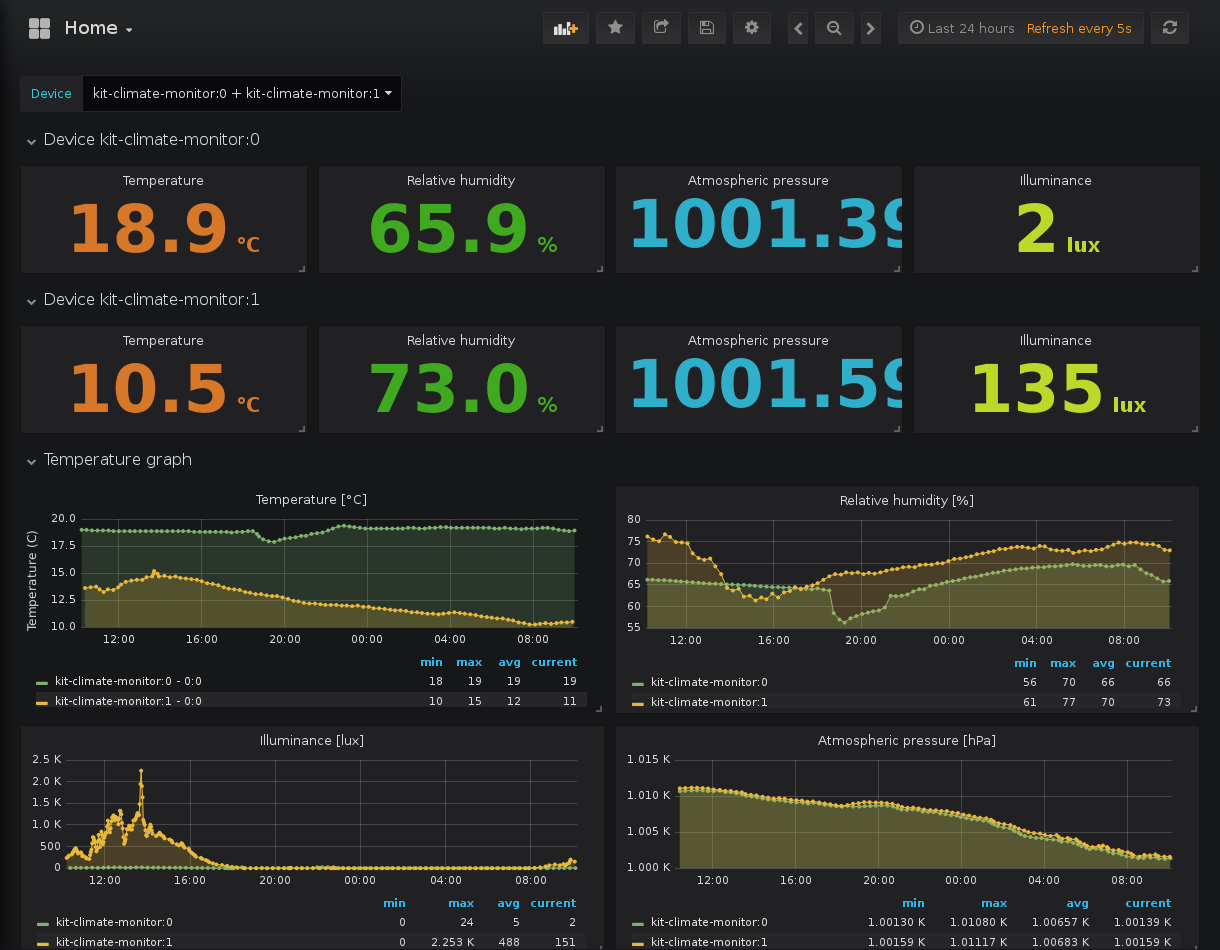 Home
Last 24 hours Refresh every 5s
Device kit-climate-monitor:0 + kit-climate-monitor:1
Device kit-climate-monitor:0
Temperature Relative humidity Atmospheric pressure Illuminance
18.9 °C 65.9 % 1001.39 2 lux
Device kit-climate-monitor:1
Temperature Relative humidity Atmospheric pressure Illuminance
10.5 °C 73.0 % 1001.59 135 lux
Temperature graph
Temperature [°C]
Temperature (C)
20.0
17.5
15.0
12.5
10.0
12:00 16:00 20:00 00:00 04:00 08:00
min max avg current
kit-climate-monitor:0 - 0:0 18 19 19 19
kit-climate-monitor:1 - 0:0 10 15 12 11
Relative humidity [%]
80
75
70
65
60
55
12:00 16:00 20:00 00:00 04:00 08:00
min max avg current
kit-climate-monitor:0 56 70 66 66
kit-climate-monitor:1 61 77 70 73
Illuminance [lux]
2.5 K
2.0 K
1.5 K
1.0 K
500
0
12:00 16:00 20:00 00:00 04:00 08:00
min max avg current
kit-climate-monitor:0 0 24 5 2
kit-climate-monitor:1 0 2.253 K 488 151
Atmospheric pressure [hPa]
1.015 K
1.010 K
1.005 K
1.000 K
12:00 16:00 20:00 00:00 04:00 08:00
min max avg current
kit-climate-monitor:0 1.00130 K 1.01080 K 1.00657 K 1.00139 K
kit-climate-monitor:1 1.00159 K 1.01117 K 1.00683 K 1.00159 K